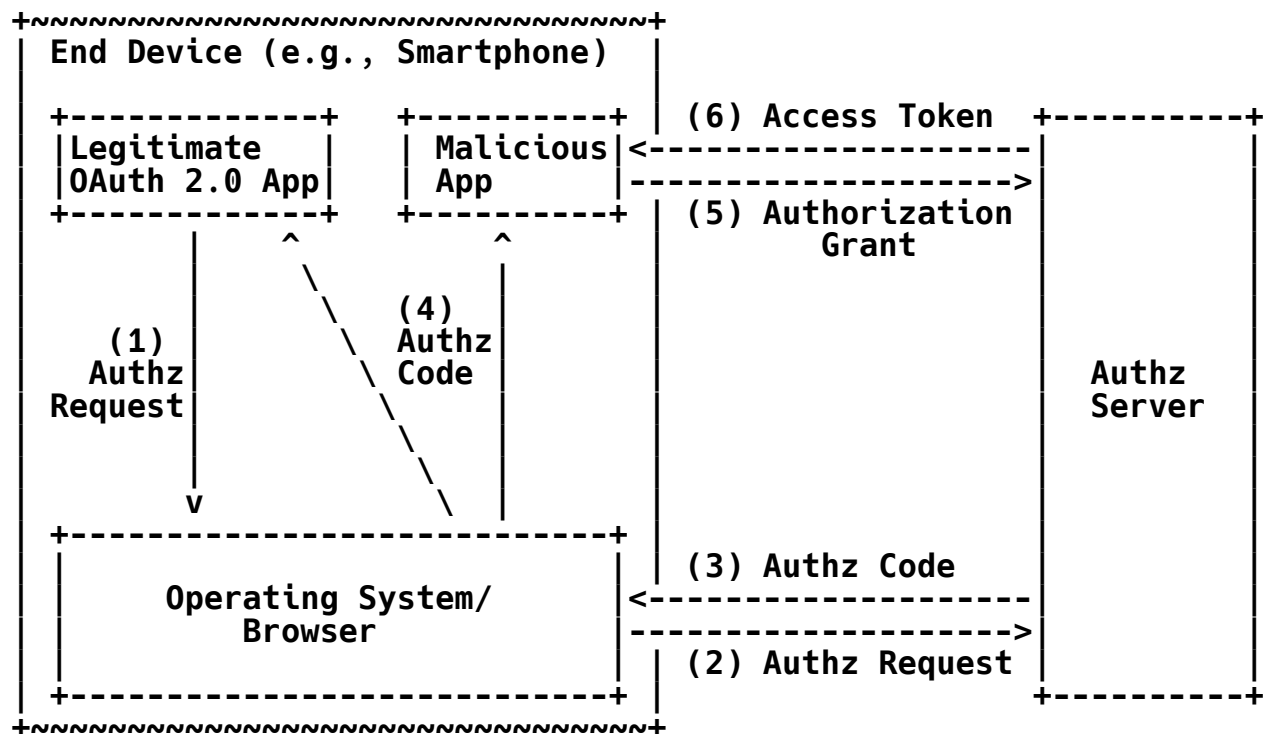 End Device (e.g., Smartphone)
(6) Access Token
Legitimate
OAuth 2.0 App
Malicious
App
(5) Authorization
Grant
(4)
Authz
Code
(1)
Authz
Request
Authz
Server
(3) Authz Code
Operating System/
Browser
(2) Authz Request